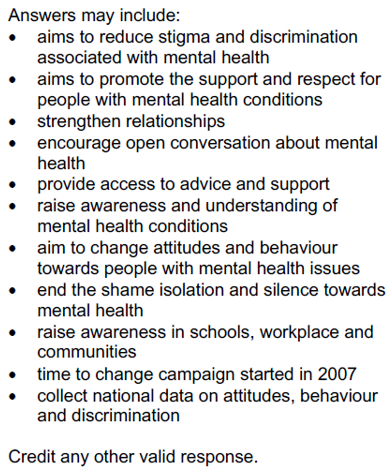 Answers may include:
• aims to reduce stigma and discrimination
associated with mental health
• aims to promote the support and respect for
people with mental health conditions
• strengthen relationships
• encourage open conversation about mental
health
• provide access to advice and support
• raise awareness and understanding of
mental health conditions
• aim to change attitudes and behaviour
towards people with mental health issues
• end the shame isolation and silence towards
mental health
• raise awareness in schools, workplace and
communities
• time to change campaign started in 2007
• collect national data on attitudes, behaviour
and discrimination
Credit any other valid response.